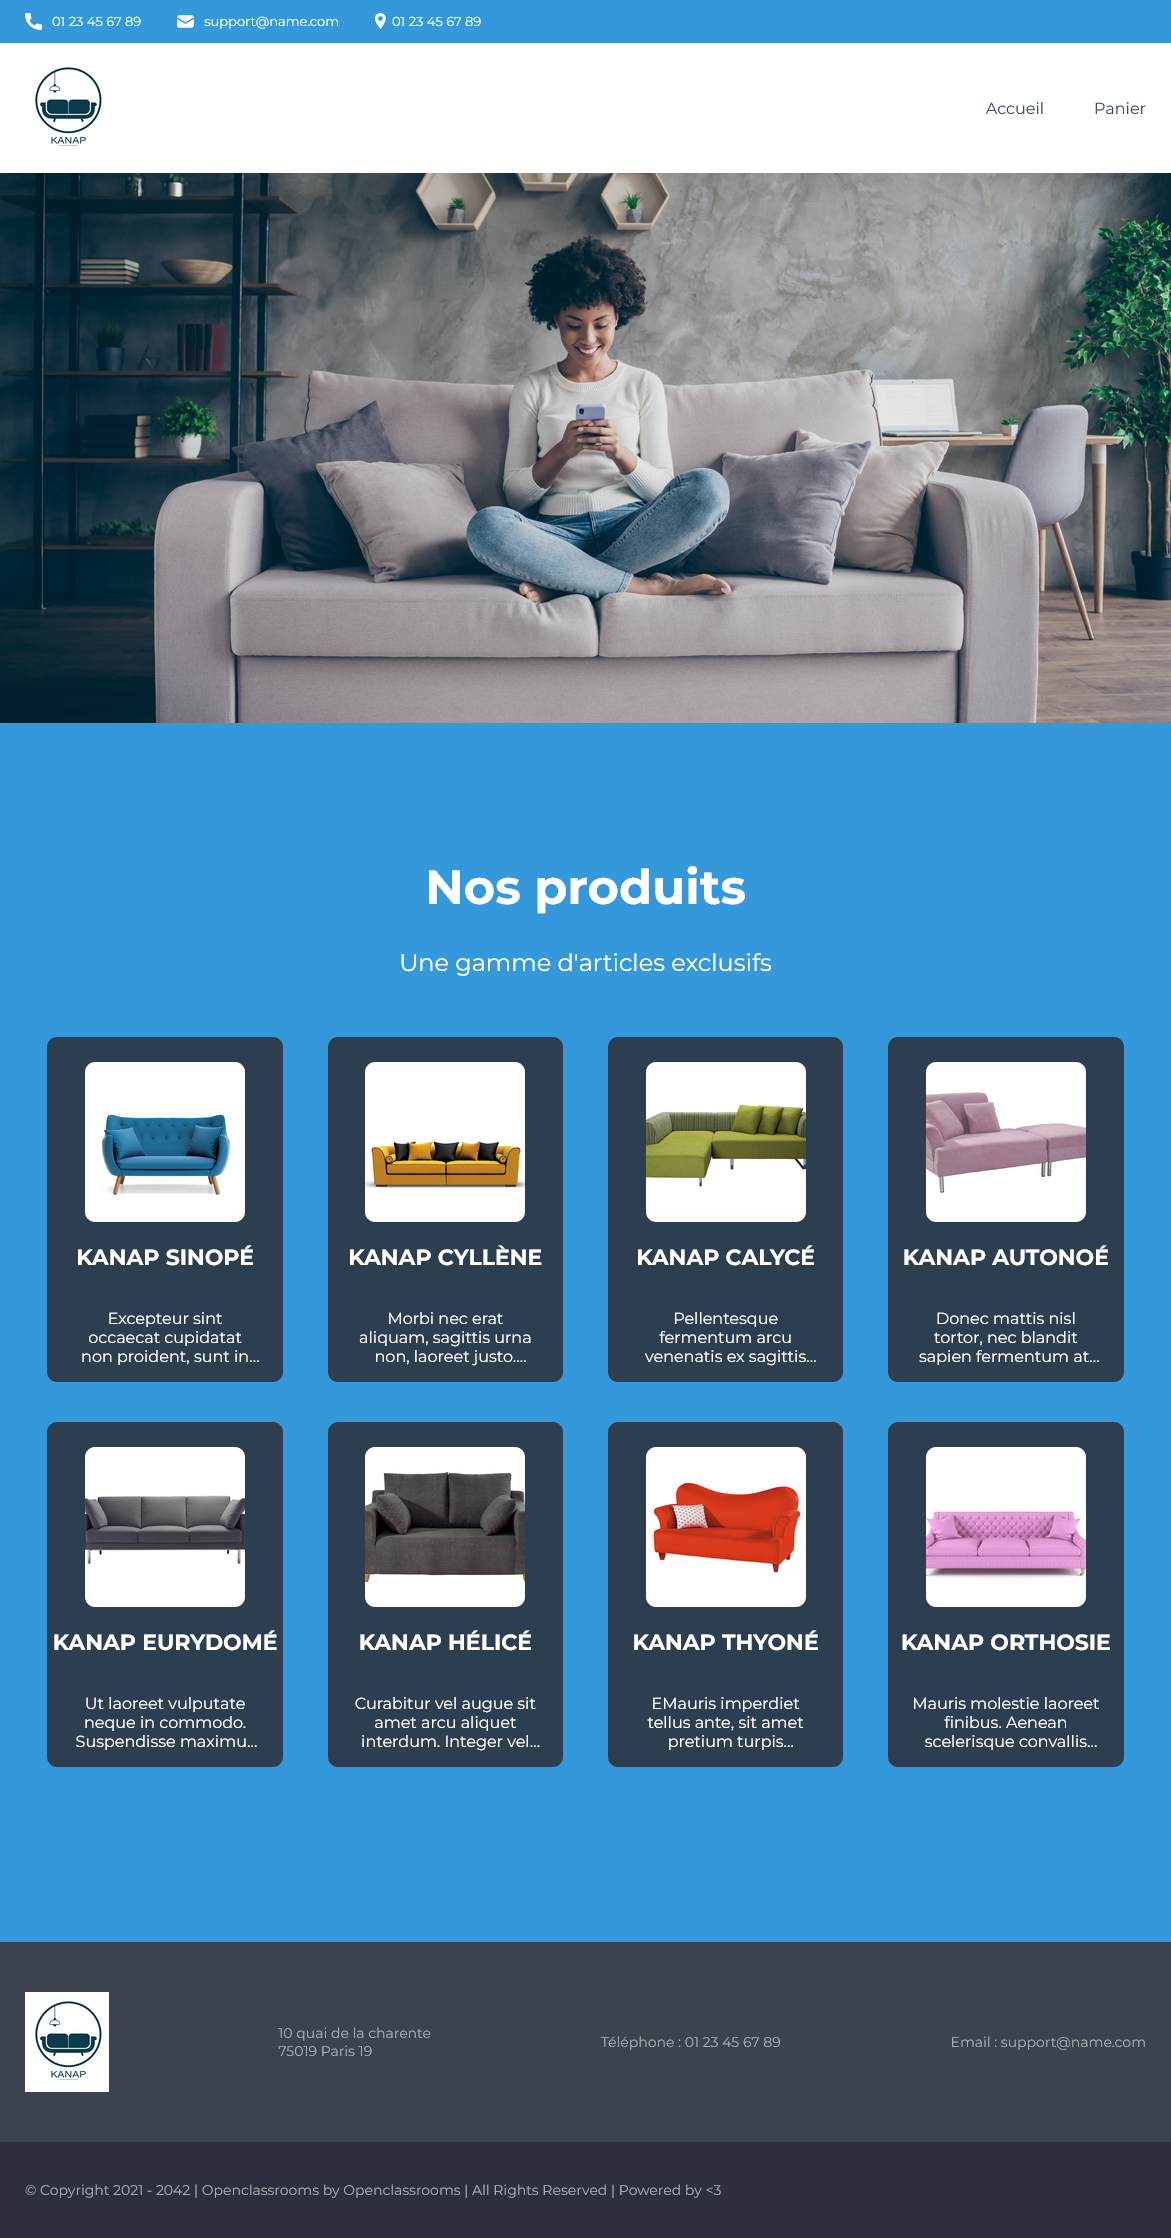 01 23 45 67 89
support@name.com
01 23 45 67 89
KANAP
Accueil
Panier
Nos produits
Une gamme d'articles exclusifs
KANAP SINOPÉ
Excepteur sint
occaecat cupidatat
non proident, sunt in...
KANAP CYLLÈNE
Morbi nec erat
aliquam, sagittis urna
non, laoreet justo....
KANAP CALYCÉ
Pellentesque
fermentum arcu
venenatis ex sagittis...
KANAP AUTONOÉ
Donec mattis nisl
tortor, nec blandit
sapien fermentum at...
KANAP EURYDOMÉ
Ut laoreet vulputate
neque in commodo.
Suspendisse maximu...
KANAP HÉLICÉ
Curabitur vel augue sit
amet arcu aliquet
interdum. Integer vel...
KANAP THYONÉ
EMauris imperdiet
tellus ante, sit amet
pretium turpis...
KANAP ORTHOSIE
Mauris molestie laoreet
finibus. Aenean
scelerisque convallis...
KANAP
10 quai de la charente
75019 Paris 19
Téléphone : 01 23 45 67 89
Email : support@name.com
© Copyright 2021 - 2042 | Openclassrooms by Openclassrooms | All Rights Reserved | Powered by <3